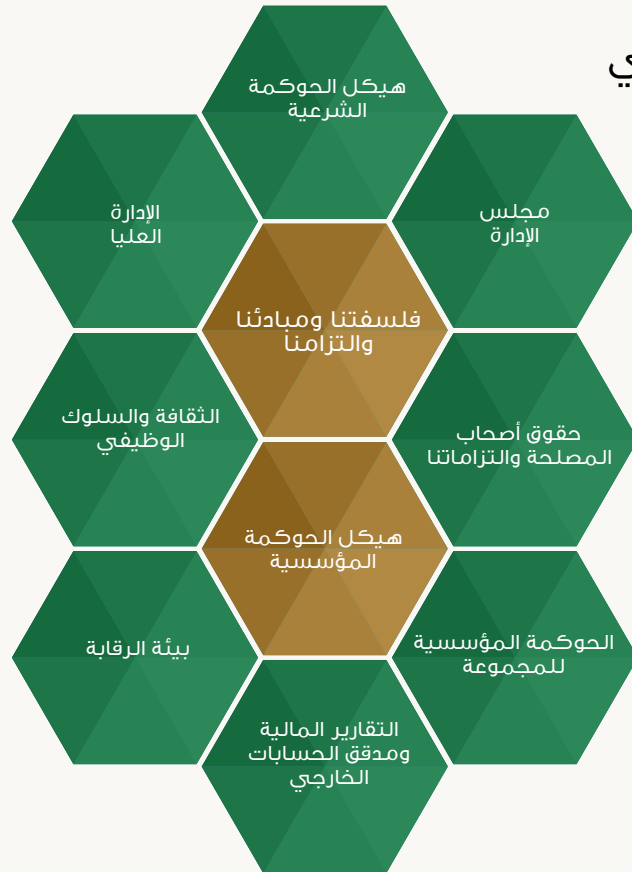 ي
هيكل الحوكمة
الشرعية
مجلس
الإدارة
الإدارة
العليا
فلسفتنا ومبادئنا
والتزامنا
حقوق أصحاب
المصلحة والتزاماتنا
الثقافة والسلوك
الوظيفي
هيكل الحوكمة
المؤسسية
الحوكمة المؤسسية
للمجموعة
بيئة الرقابة
التقارير المالية
ومدقق الحسابات
الخارجي